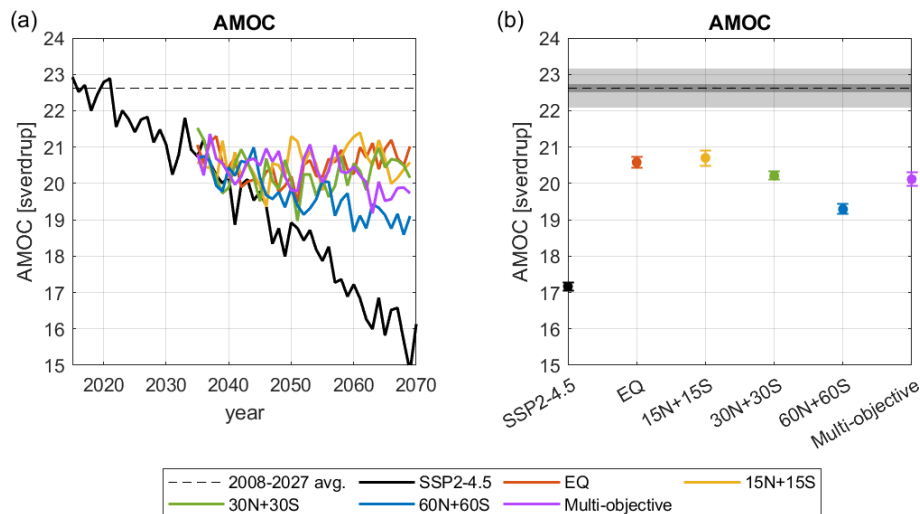 (a)
AMOC
AMOC [sverdrup]
24
23
22
21
20
19
18
17
16
15
2020
2030
2040
2050
2060
2070
year
(b)
AMOC
AMOC [sverdrup]
24
23
22
21
20
19
18
17
16
15
SSP2-4.5
EQ
15N+15S
30N+30S
60N+60S
Multi-objective
2008-2027 avg.
SSP2-4.5
EQ
15N+15S
30N+30S
60N+60S
Multi-objective